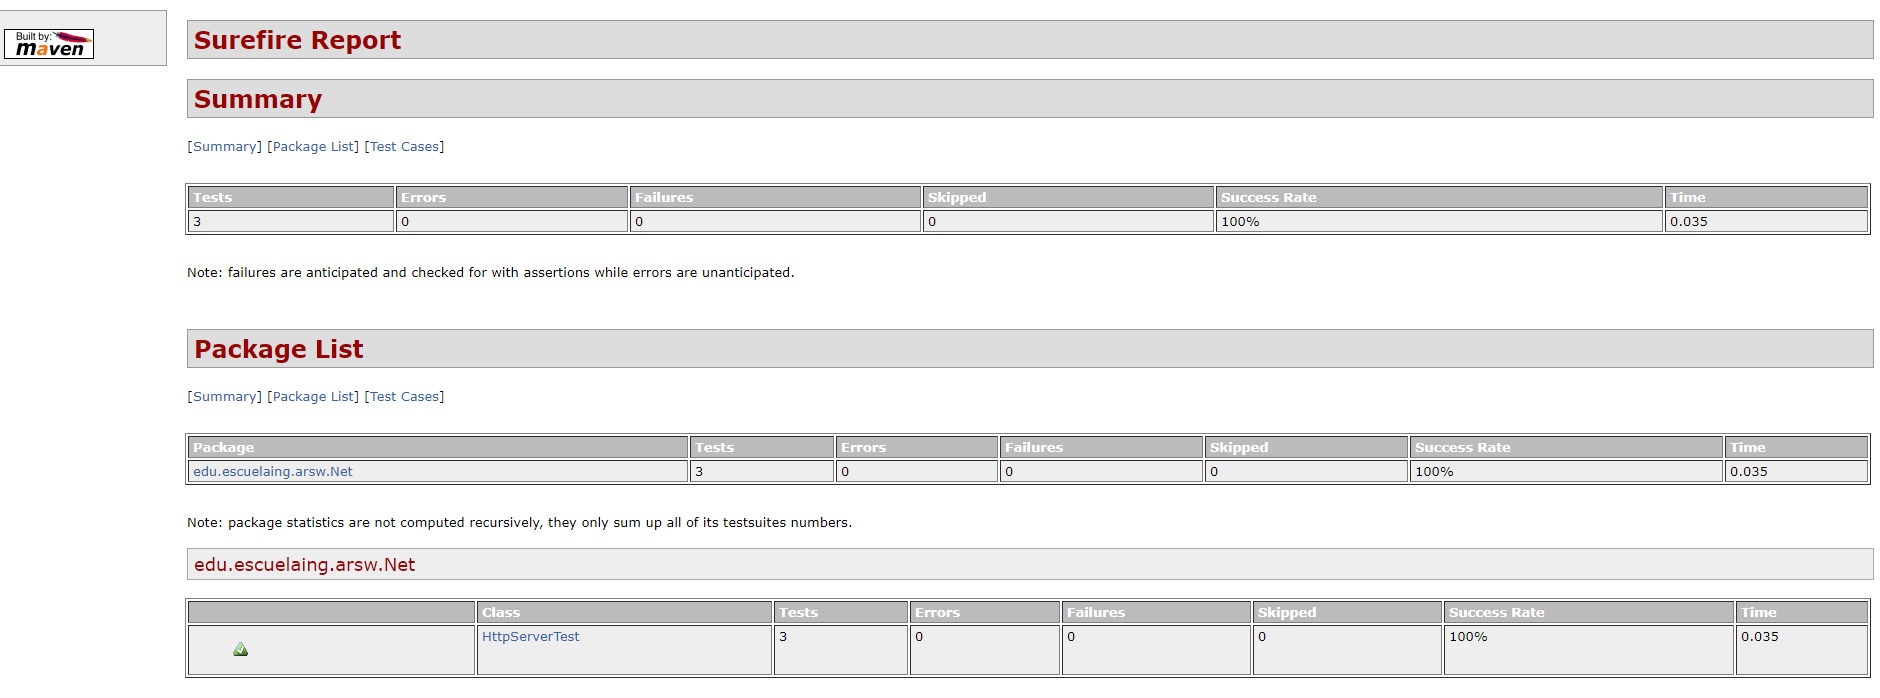 Built by:
maven
Surefire Report
Summary
[Summary] [Package List] [Test Cases]
Tests Errors Failures Skipped Success Rate Time
3 0 0 0 100% 0.035
Note: failures are anticipated and checked for with assertions while errors are unanticipated.
Package List
[Summary] [Package List] [Test Cases]
Package Tests Errors Failures Skipped Success Rate Time
edu.escuelaing.arsw.Net 3 0 0 0 100% 0.035
Note: package statistics are not computed recursively, they only sum up all of its testsuites numbers.
edu.escuelaing.arsw.Net
Class Tests Errors Failures Skipped Success Rate Time
HttpServerTest 3 0 0 0 100% 0.035